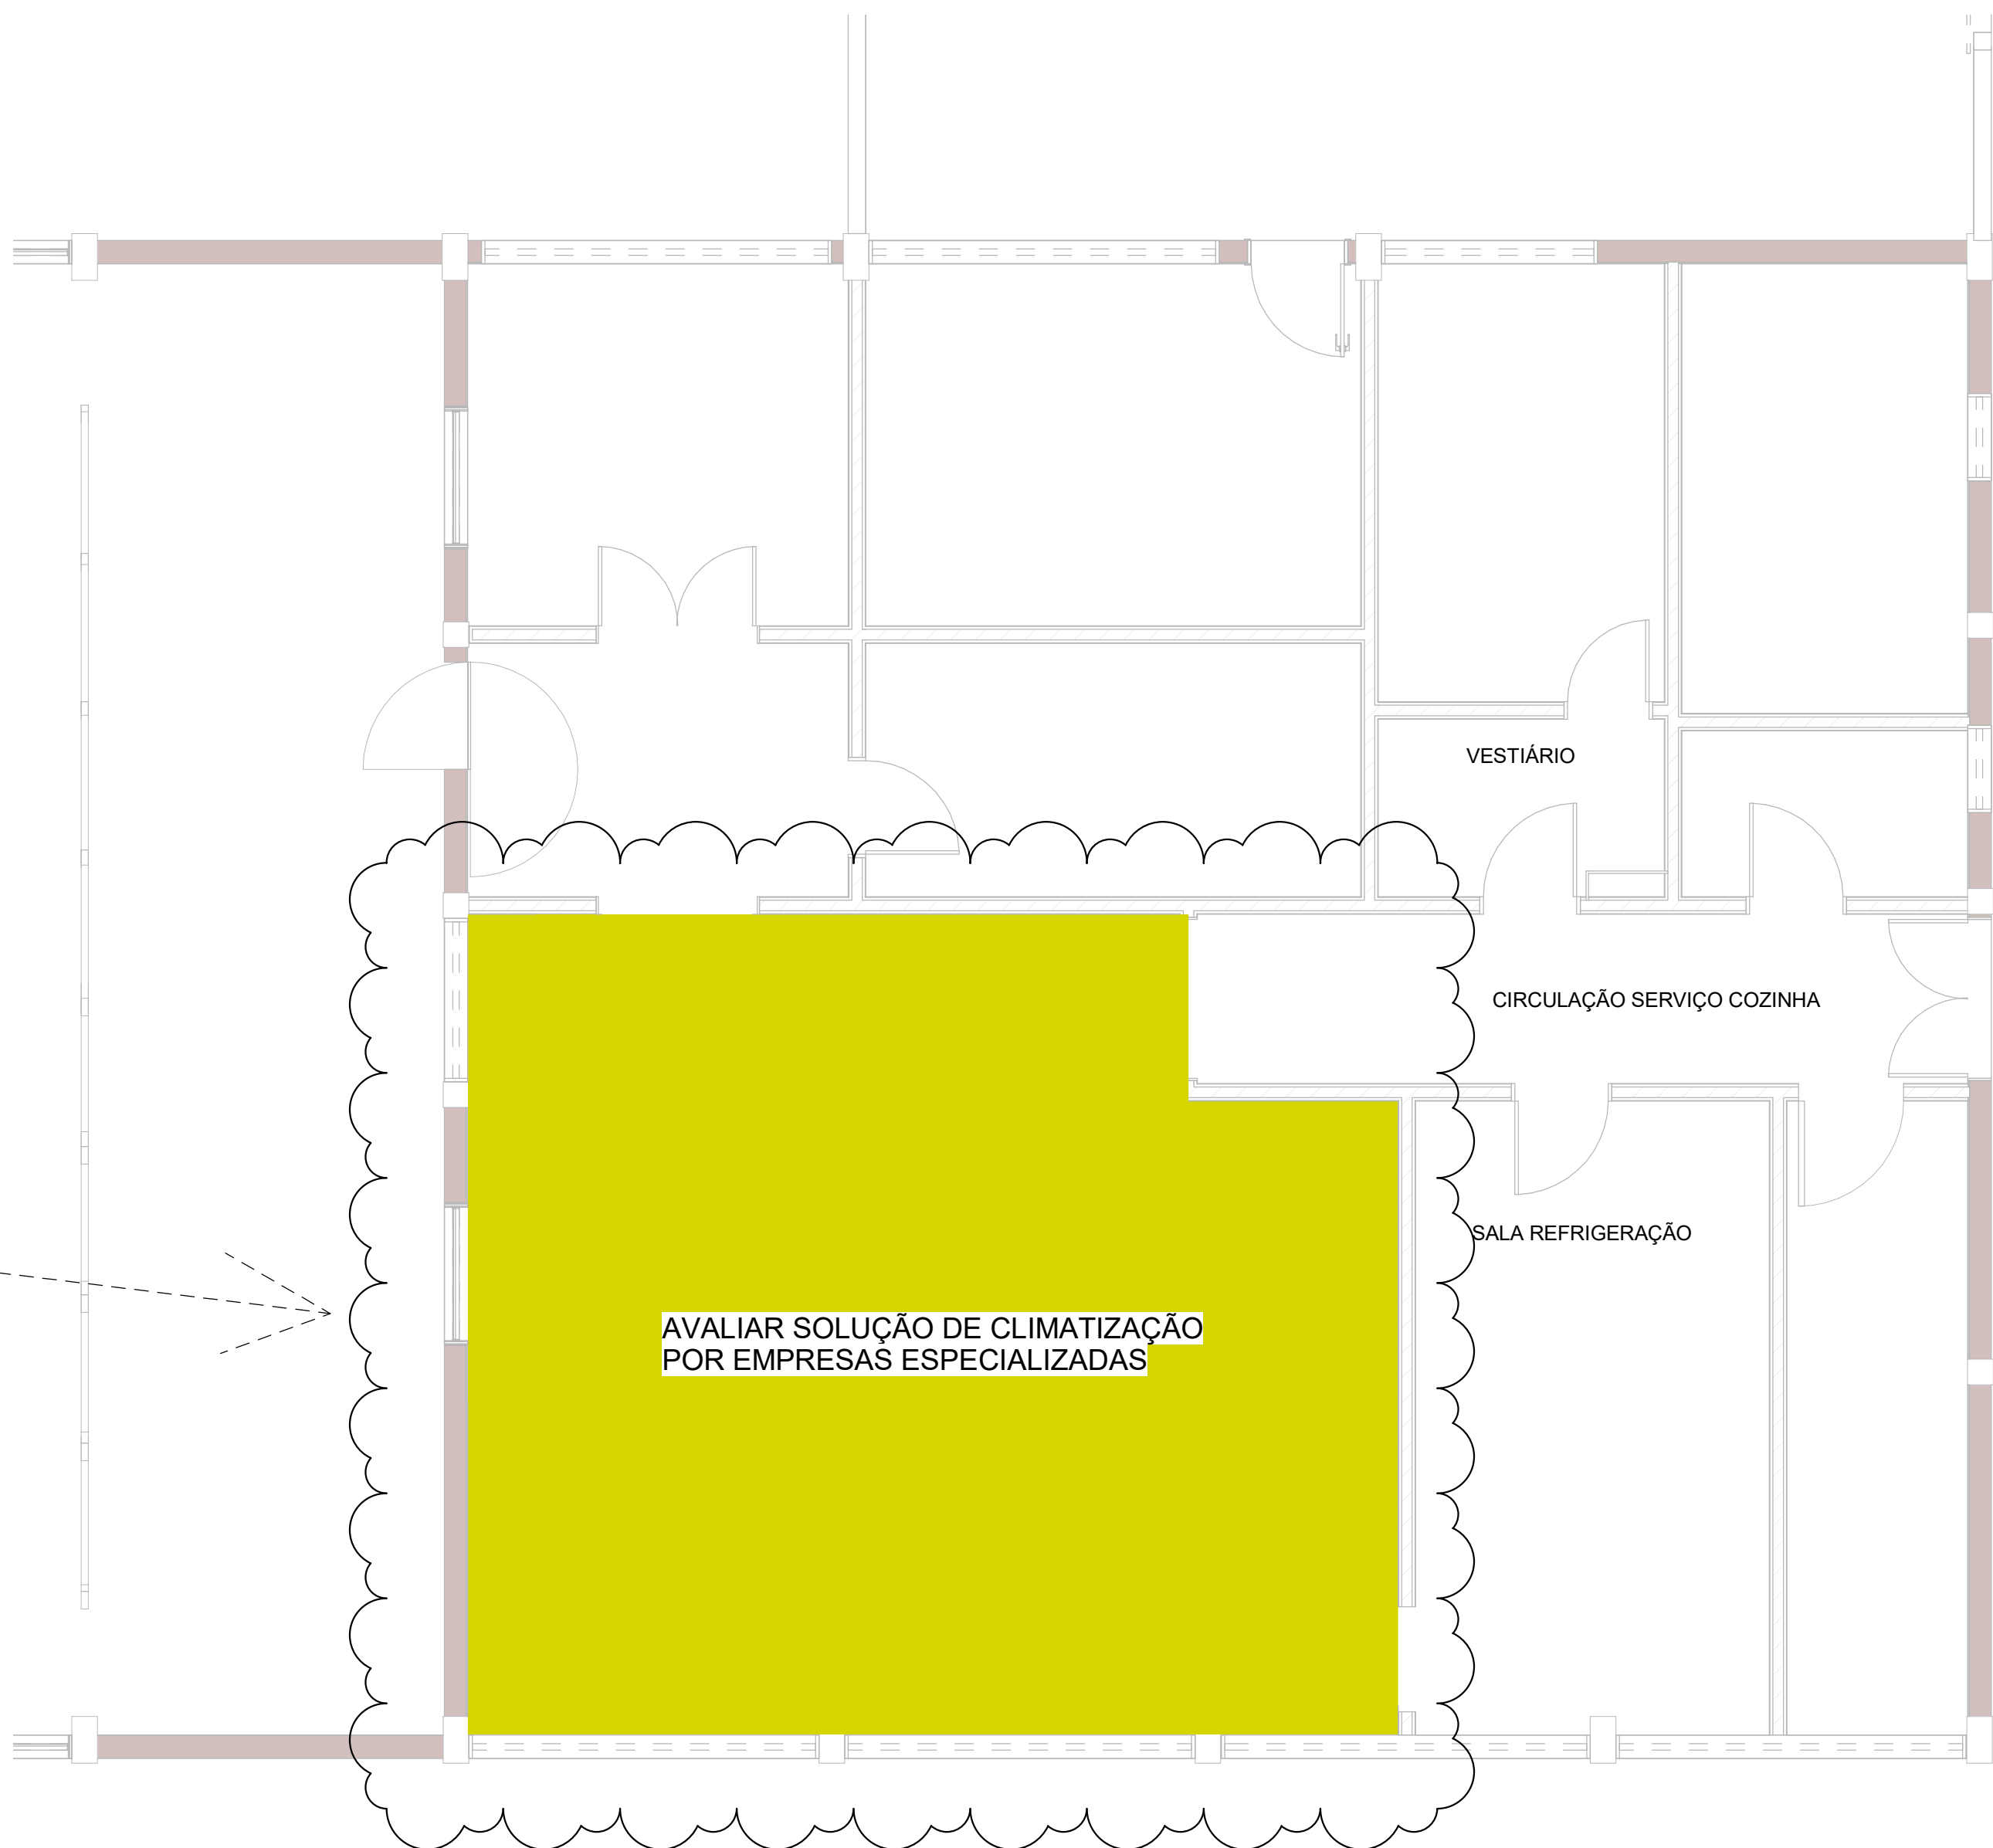 VESTIÁRIO
CIRCULAÇÃO SERVIÇO COZINHA
SALA REFRIGERAÇÃO
AVALIAR SOLUÇÃO DE CLIMATIZAÇÃO
POR EMPRESAS ESPECIALIZADAS